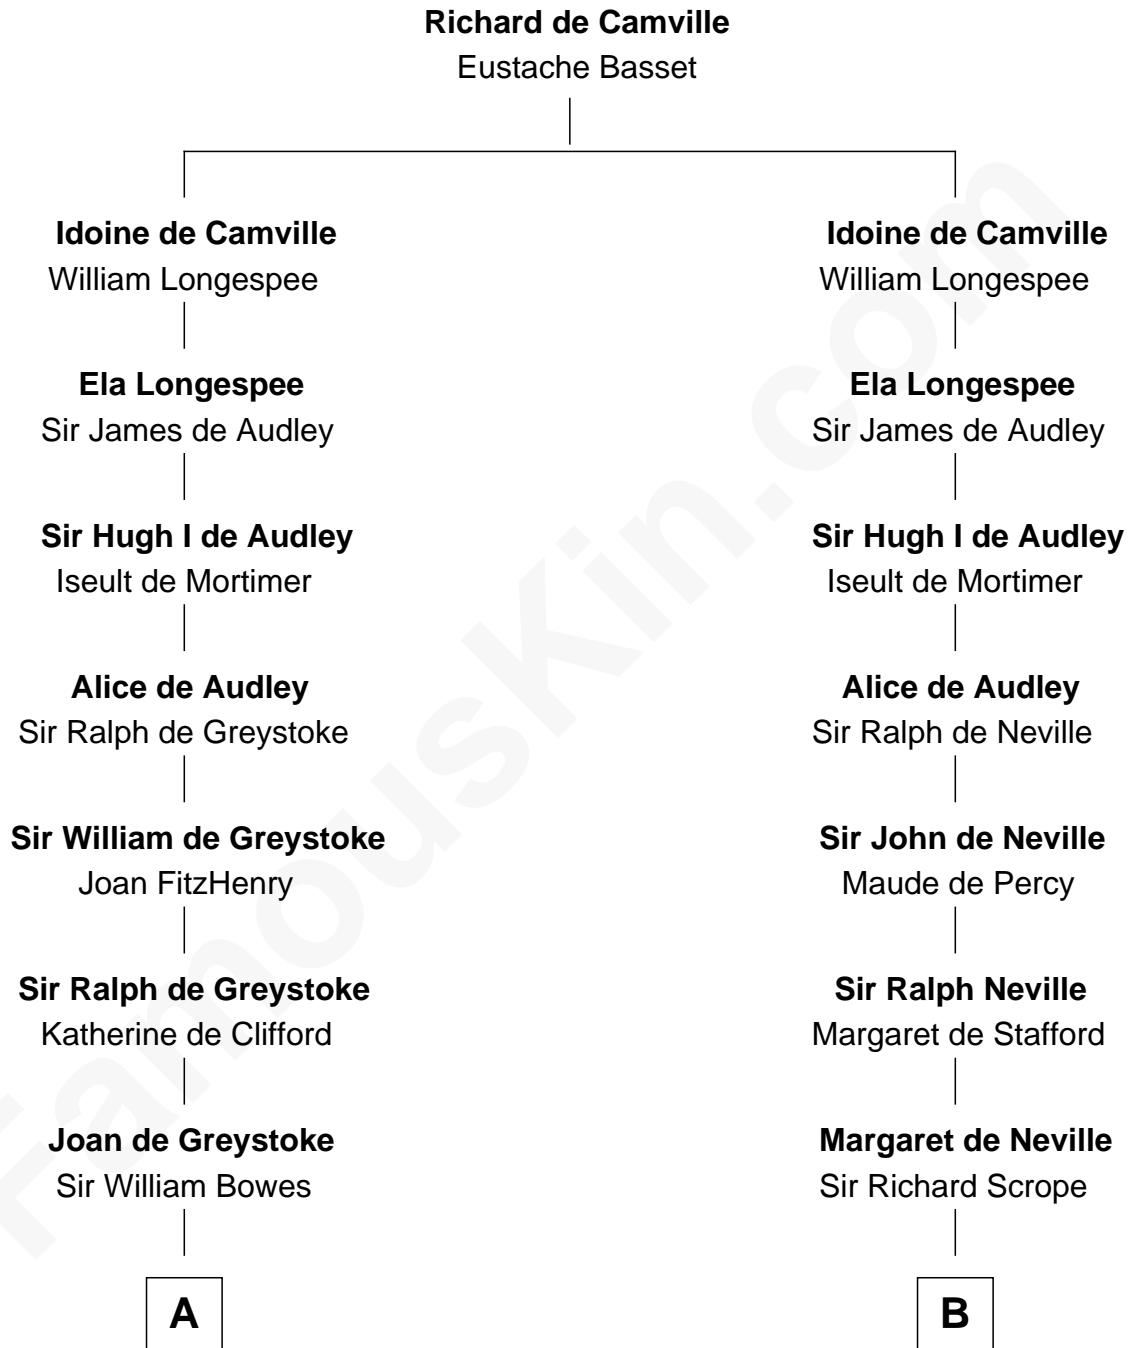 Richard de Camville
Eustache Basset
Idoine de Camville
William Longespee
Ela Longespee
Sir James de Audley
Sir Hugh I de Audley
Iseult de Mortimer
Alice de Audley
Sir Ralph de Greystoke
Sir William de Greystoke
Joan FitzHenry
Sir Ralph de Greystoke
Katherine de Clifford
Joan de Greystoke
Sir William Bowes
A
Idoine de Camville
William Longespee
Ela Longespee
Sir James de Audley
Sir Hugh I de Audley
Iseult de Mortimer
Alice de Audley
Sir Ralph de Neville
Sir John de Neville
Maude de Percy
Sir Ralph Neville
Margaret de Stafford
Margaret de Neville
Sir Richard Scrope
B
FamousKin.com